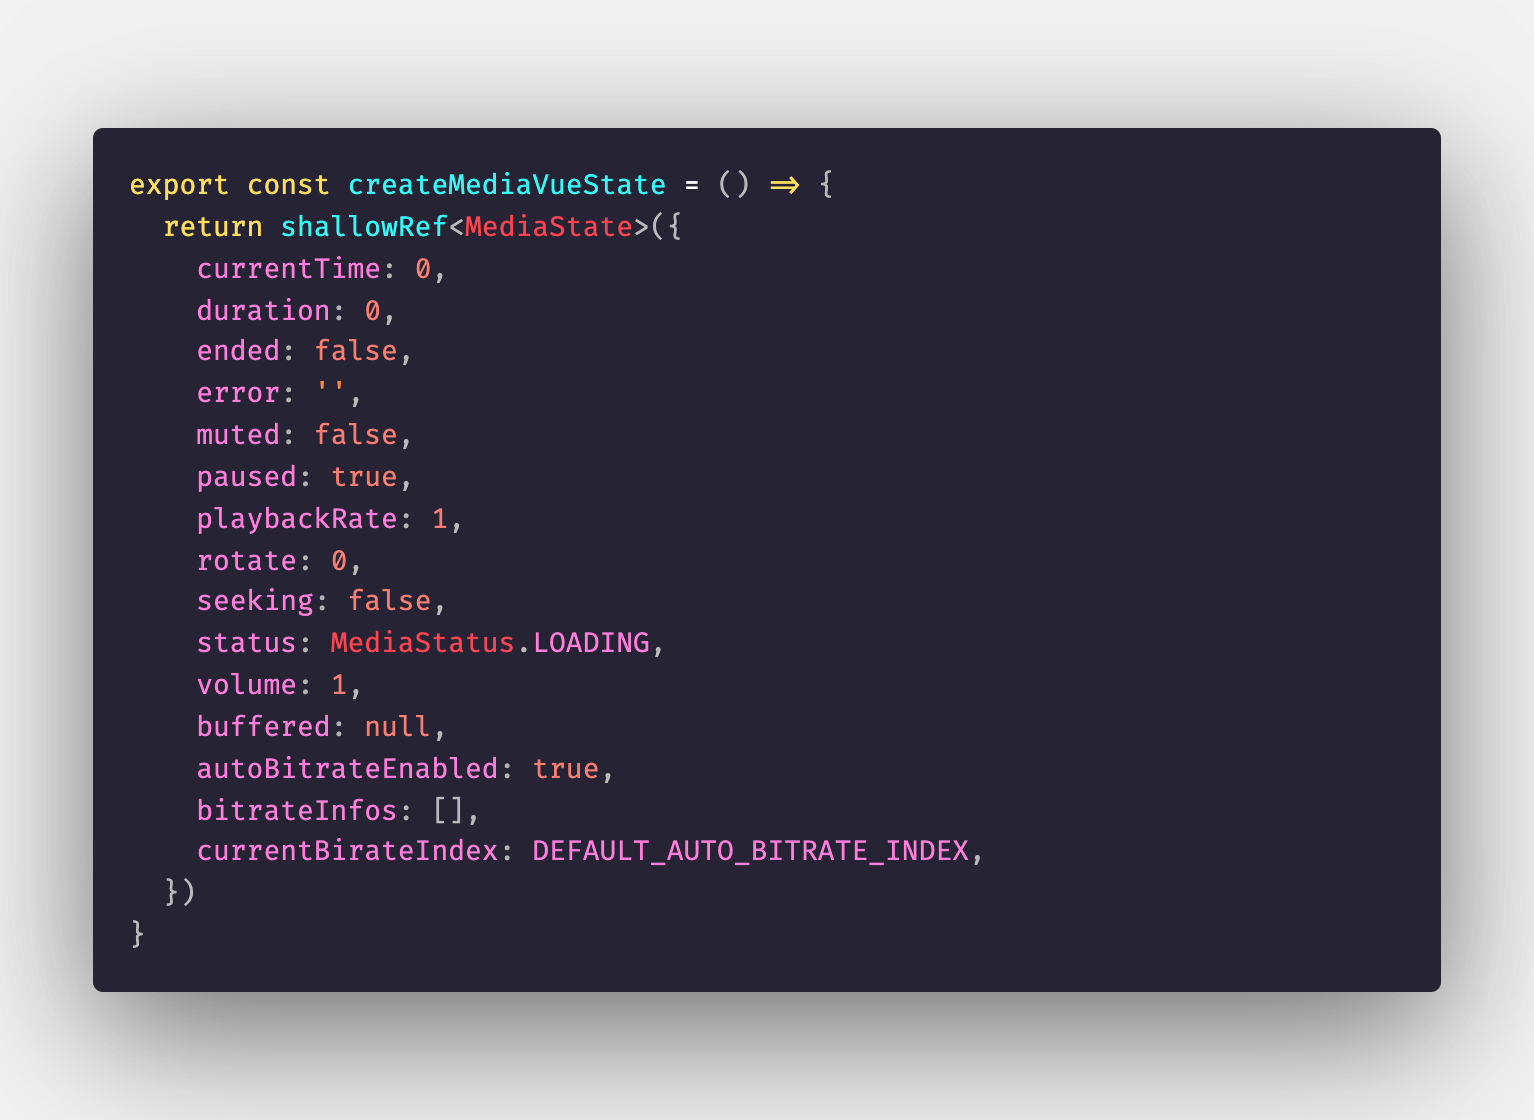 export const createMediaVueState = () => {
  return shallowRef<MediaState>({
    currentTime: 0,
    duration: 0,
    ended: false,
    error: '',
    muted: false,
    paused: true,
    playbackRate: 1,
    rotate: 0,
    seeking: false,
    status: MediaStatus.LOADING,
    volume: 1,
    buffered: null,
    autoBitrateEnabled: true,
    bitrateInfos: [],
    currentBirateIndex: DEFAULT_AUTO_BITRATE_INDEX,
  })
}